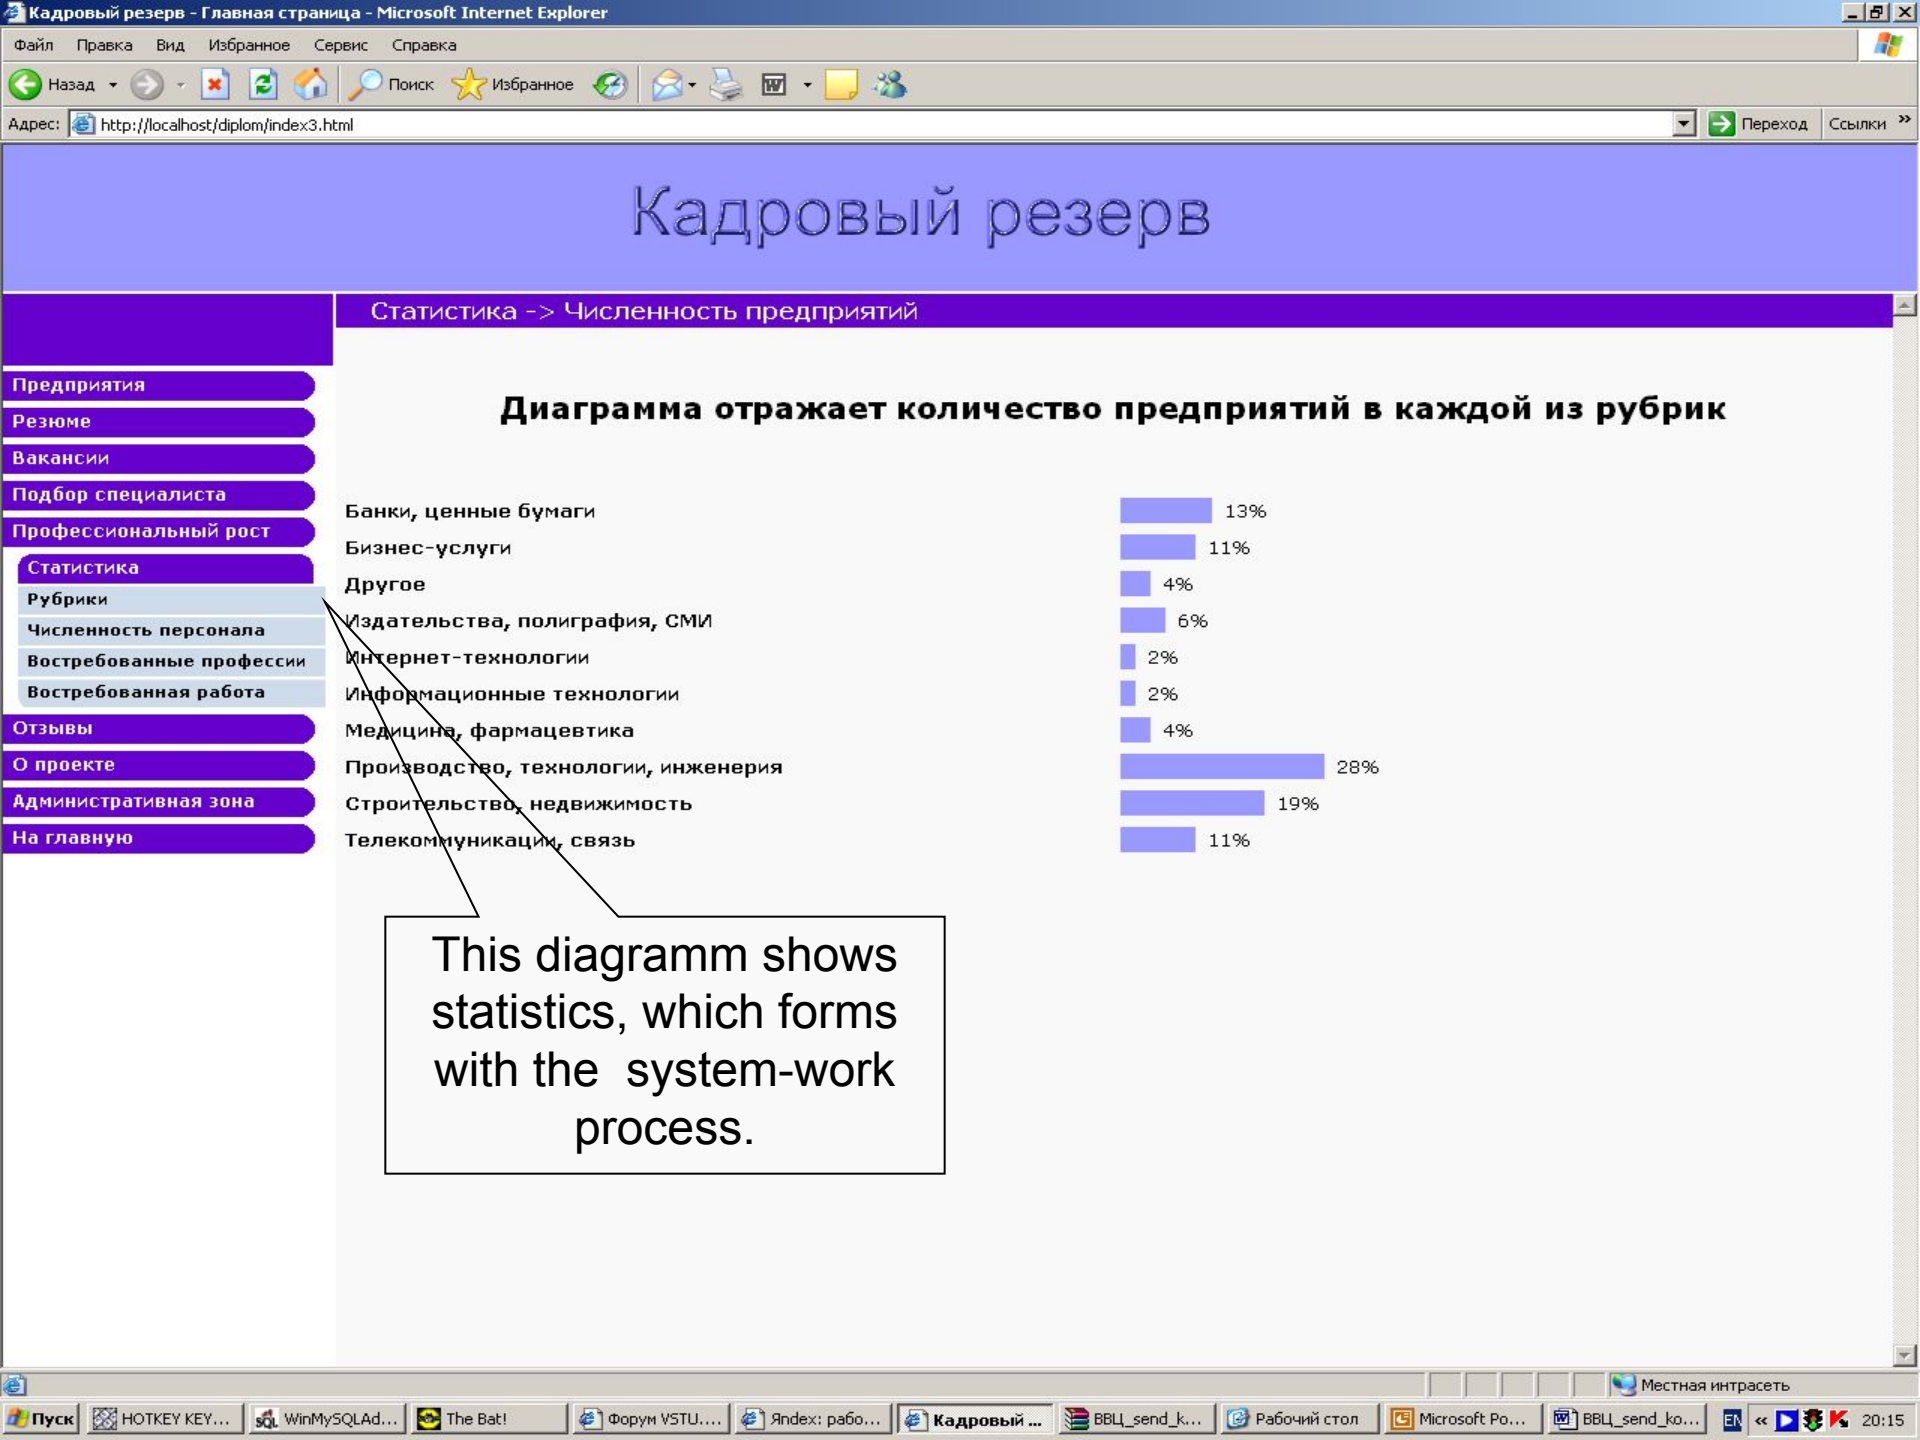 Кадровый резерв - Главная страница - Microsoft Internet Explorer
Файл Правка Вид Избранное Сервис Справка
Назад Поиск Избранное
Адрес: http://localhost/diplom/index3.html Переход Ссылки »
Кадровый резерв
Статистика -> Численность предприятий
Предприятия
Резюме
Вакансии
Подбор специалиста
Профессиональный рост
Статистика
Рубрики
Численность персонала
Востребованные профессии
Востребованная работа
Отзывы
О проекте
Административная зона
На главную
Диаграмма отражает количество предприятий в каждой из рубрик
Банки, ценные бумаги 13%
Бизнес-услуги 11%
Другое 4%
Издательства, полиграфия, СМИ 6%
Интернет-технологии 2%
Информационные технологии 2%
Медицина, фармацевтика 4%
Производство, технологии, инженерия 28%
Строительство, недвижимость 19%
Телекоммуникации, связь 11%
This diagramm shows
statistics, which forms
with the system-work
process.
Местная интрасеть
Пуск HOTKEY KEY... WinMySQLAd... The Bat! Форум VSTU.... Яndex: рабо... Кадровый ... ВВЦ_send_k... Рабочий стол Microsoft Po... ВВЦ_send_ko... EN « 20:15